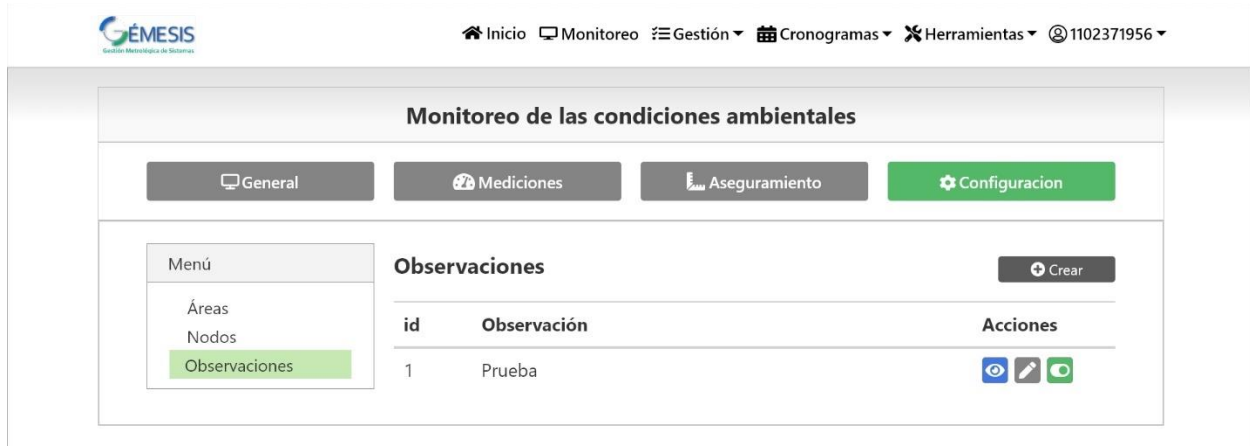 GÉMESIS
Gestión Metrológica de Sistemas
Inicio Monitoreo Gestión Cronogramas Herramientas 1102371956
Monitoreo de las condiciones ambientales
General Mediciones Aseguramiento Configuracion
Menú
Áreas
Nodos
Observaciones
Observaciones
Crear
id Observación Acciones
1 Prueba